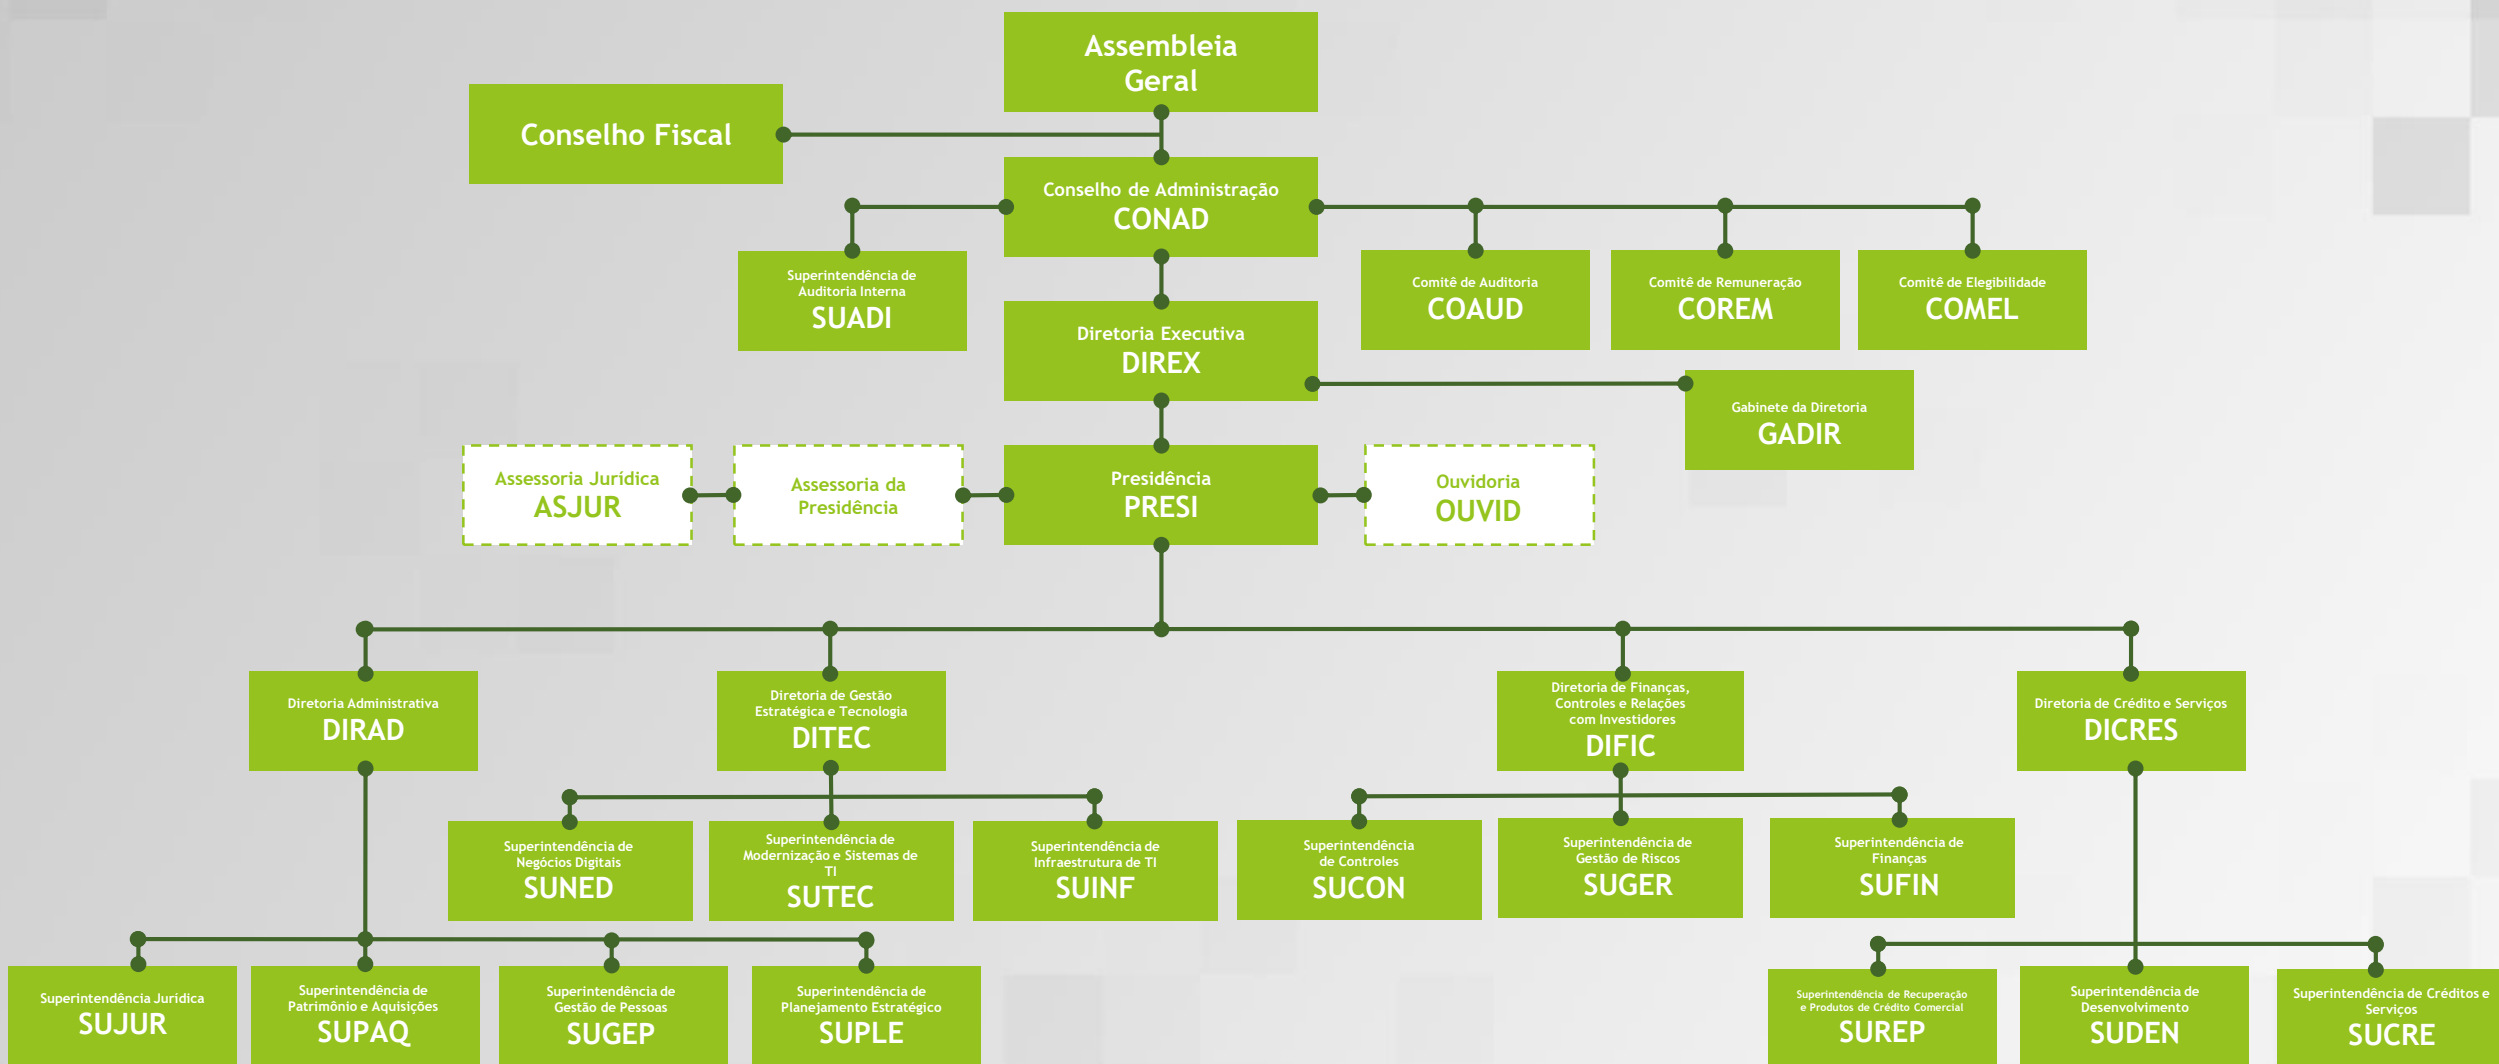 Assembleia
Geral
Conselho Fiscal
Conselho de Administração
CONAD
Superintendência de
Auditoria Interna
SUADI
Comitê de Auditoria
COAUD
Comitê de Remuneração
COREM
Comitê de Elegibilidade
COMEL
Diretoria Executiva
DIREX
Gabinete da Diretoria
GADIR
Assessoria Jurídica
ASJUR
Assessoria da
Presidência
Presidência
PRESI
Ouvidoria
OUVID
Diretoria Administrativa
DIRAD
Diretoria de Gestão
Estratégica e Tecnologia
DITEC
Diretoria de Finanças,
Controles e Relações
com Investidores
DIFIC
Diretoria de Crédito e Serviços
DICRES
Superintendência de
Negócios Digitais
SUNED
Superintendência de
Modernização e Sistemas de
TI
SUTEC
Superintendência de
Infraestrutura de TI
SUINF
Superintendência
de Controles
SUCON
Superintendência de
Gestão de Riscos
SUGER
Superintendência de
Finanças
SUFIN
Superintendência Jurídica
SUJUR
Superintendência de
Patrimônio e Aquisições
SUPAQ
Superintendência de
Gestão de Pessoas
SUGEP
Superintendência de
Planejamento Estratégico
SUPLE
Superintendência de Recuperação
e Produtos de Crédito Comercial
SUREP
Superintendência de
Desenvolvimento
SUDEN
Superintendência de Créditos e
Serviços
SUCRE